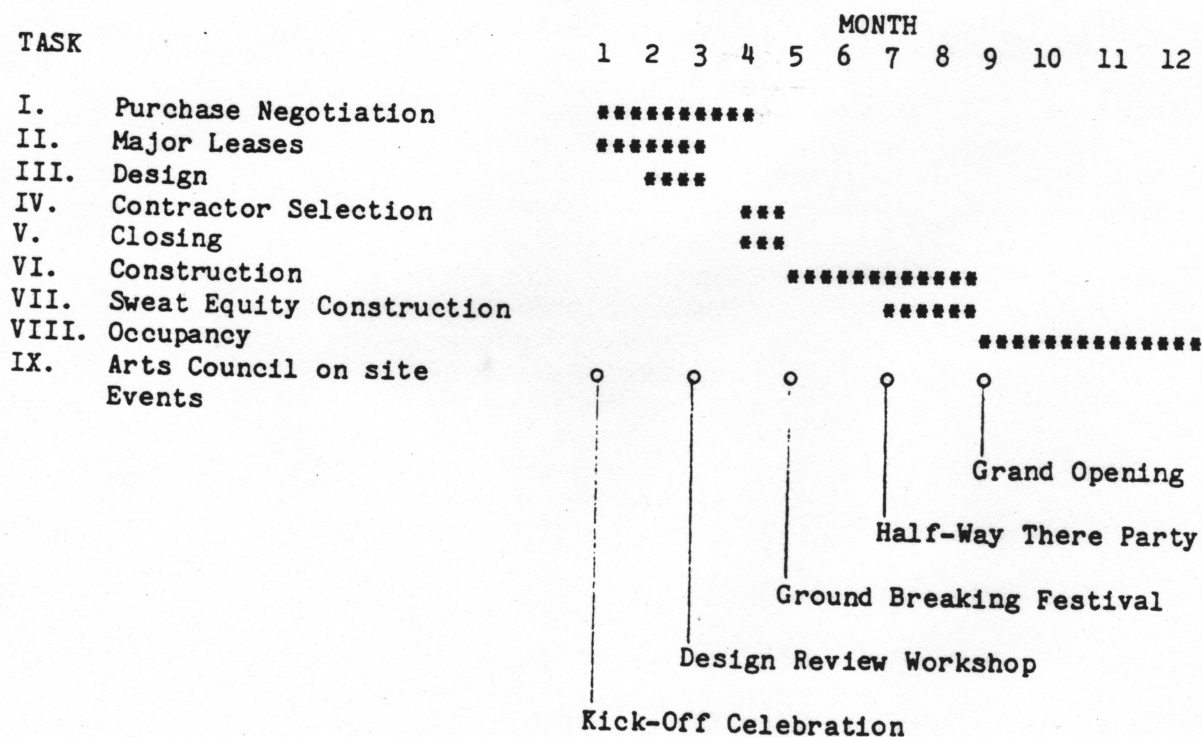 MONTH
TASK
1 2 3 4 5 6 7 8 9 10 11 12
I. Purchase Negotiation **********
II. Major Leases *******
III. Design ****
IV. Contractor Selection ***
V. Closing ***
VI. Construction ************
VII. Sweat Equity Construction ******
VIII. Occupancy **************
IX. Arts Council on site
Events
Grand Opening
Half-Way There Party
Ground Breaking Festival
Design Review Workshop
Kick-Off Celebration